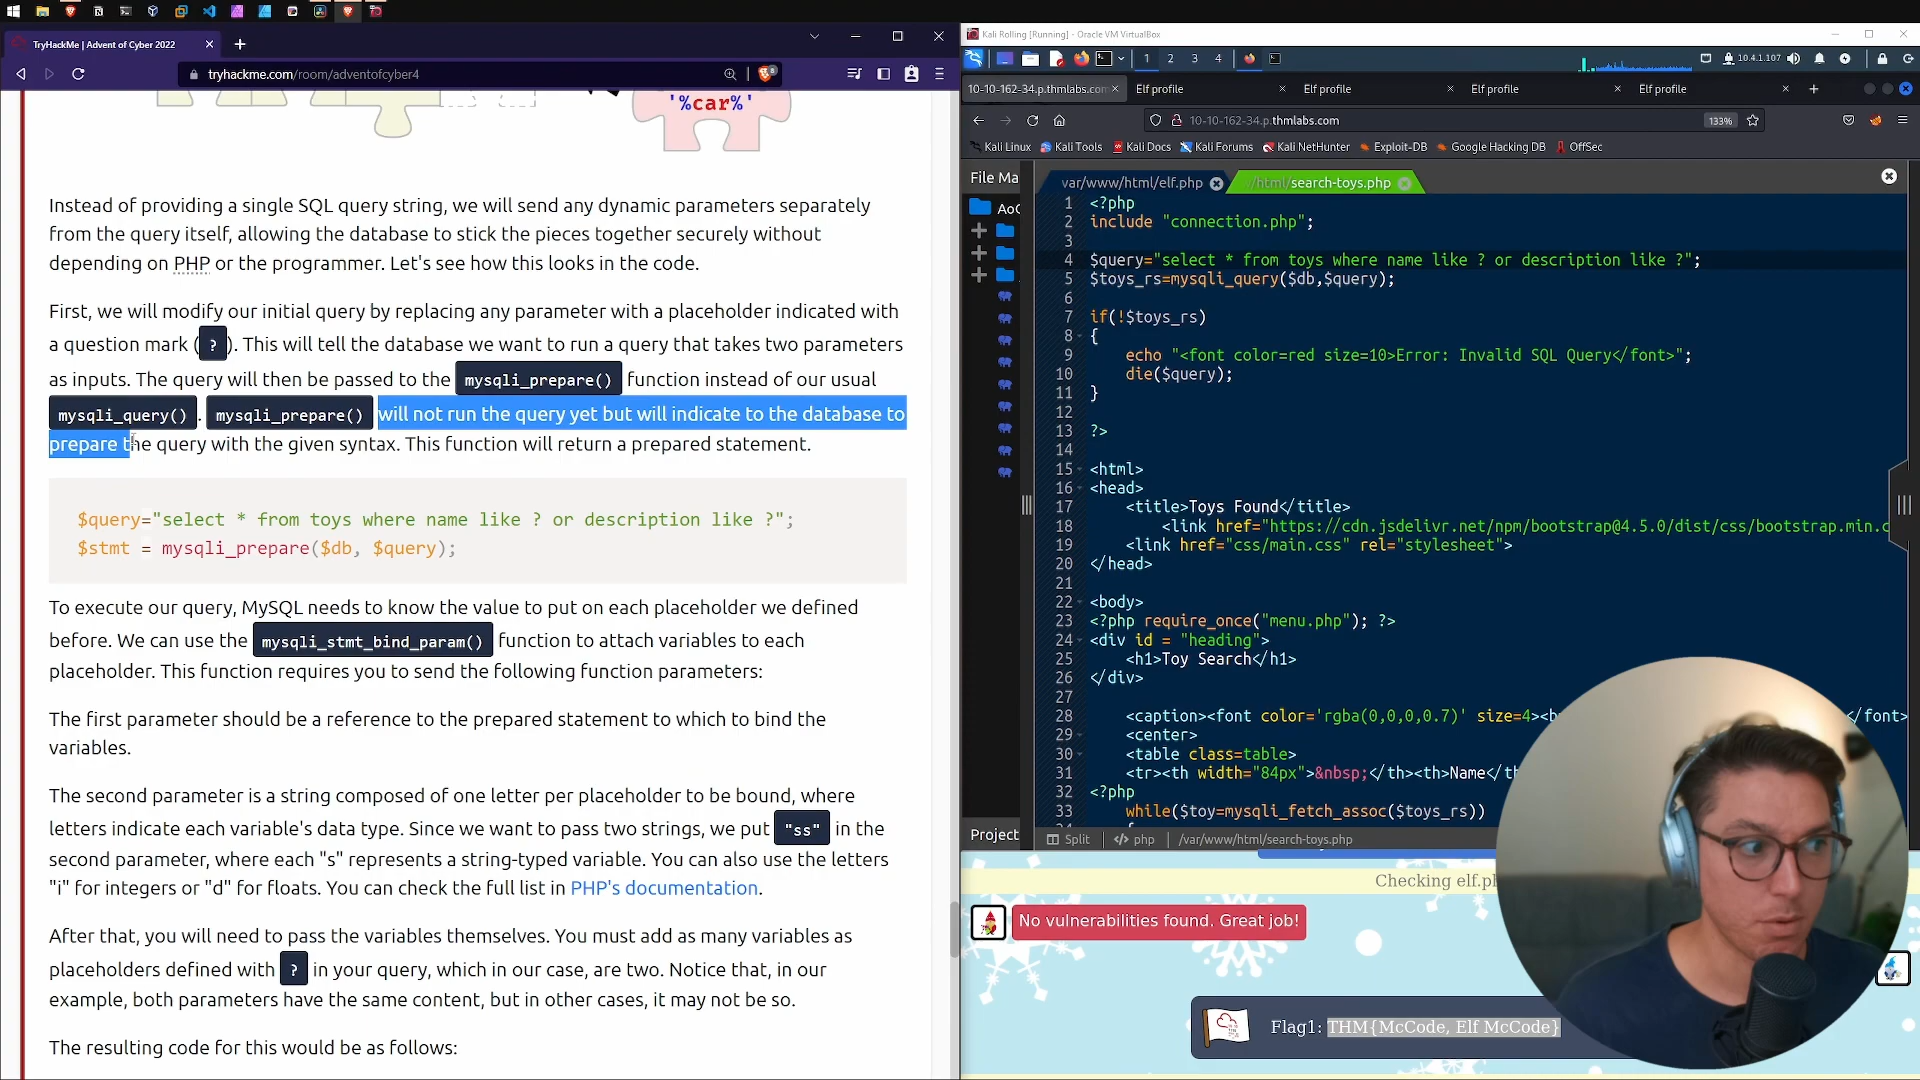 TryHackMe | Advent of Cyber 2022
tryhackme.com/room/adventofcyber4
'%car%'
Instead of providing a single SQL query string, we will send any dynamic parameters separately
from the query itself, allowing the database to stick the pieces together securely without
depending on PHP or the programmer. Let's see how this looks in the code.
First, we will modify our initial query by replacing any parameter with a placeholder indicated with
a question mark ( ? ). This will tell the database we want to run a query that takes two parameters
as inputs. The query will then be passed to the mysqli_prepare() function instead of our usual
mysqli_query() . mysqli_prepare() will not run the query yet but will indicate to the database to
prepare the query with the given syntax. This function will return a prepared statement.
$query="select * from toys where name like ? or description like ?";
$stmt = mysqli_prepare($db, $query);
To execute our query, MySQL needs to know the value to put on each placeholder we defined
before. We can use the mysqli_stmt_bind_param() function to attach variables to each
placeholder. This function requires you to send the following function parameters:
The first parameter should be a reference to the prepared statement to which to bind the
variables.
The second parameter is a string composed of one letter per placeholder to be bound, where
letters indicate each variable's data type. Since we want to pass two strings, we put "ss" in the
second parameter, where each "s" represents a string-typed variable. You can also use the letters
"i" for integers or "d" for floats. You can check the full list in PHP's documentation.
After that, you will need to pass the variables themselves. You must add as many variables as
placeholders defined with ? in your query, which in our case, are two. Notice that, in our
example, both parameters have the same content, but in other cases, it may not be so.
The resulting code for this would be as follows:
Kali Rolling [Running] - Oracle VM VirtualBox
1 2 3 4
10.4.1.107
10-10-162-34.p.thmlabs.con
Elf profile
Elf profile
Elf profile
Elf profile
10-10-162-34.p.thmlabs.com
133%
Kali Linux
Kali Tools
Kali Docs
Kali Forums
Kali NetHunter
Exploit-DB
Google Hacking DB
OffSec
File Ma
AoC
Project
var/www/html/elf.php
/html/search-toys.php
1 <?php
2 include "connection.php";
3
4 $query="select * from toys where name like ? or description like ?";
5 $toys_rs=mysqli_query($db,$query);
6
7 if(!$toys_rs)
8 {
9 echo "<font color=red size=10>Error: Invalid SQL Query</font>";
10 die($query);
11 }
12
13 ?>
14
15 <html>
16 <head>
17 <title>Toys Found</title>
18 <link href="https://cdn.jsdelivr.net/npm/bootstrap@4.5.0/dist/css/bootstrap.min.c
19 <link href="css/main.css" rel="stylesheet">
20 </head>
21
22 <body>
23 <?php require_once("menu.php"); ?>
24 <div id = "heading">
25 <h1>Toy Search</h1>
26 </div>
27
28 <caption><font color='rgba(0,0,0,0.7)' size=4><b /font>
29 <center>
30 <table class=table>
31 <tr><th width="84px">&nbsp;</th><th>Name</th
32 <?php
33 while($toy=mysqli_fetch_assoc($toys_rs))
Split
</> php
/var/www/html/search-toys.php
Checking elf.ph
No vulnerabilities found. Great job!
Flag1: THM{McCode, Elf McCode}